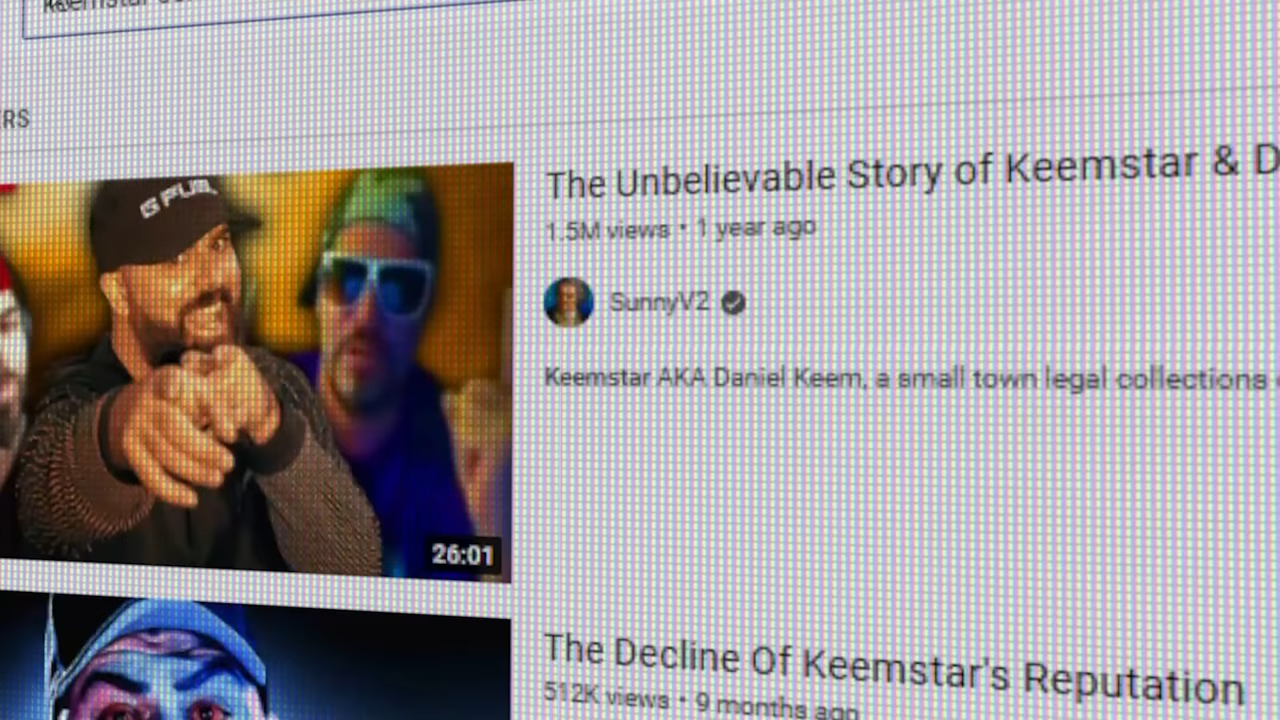 ERS
G FUEL
The Unbelievable Story of Keemstar & D
1.5M views • 1 year ago
SunnyV2
Keemstar AKA Daniel Keem, a small town legal collections
26:01
The Decline Of Keemstar's Reputation
512K views • 9 months ago